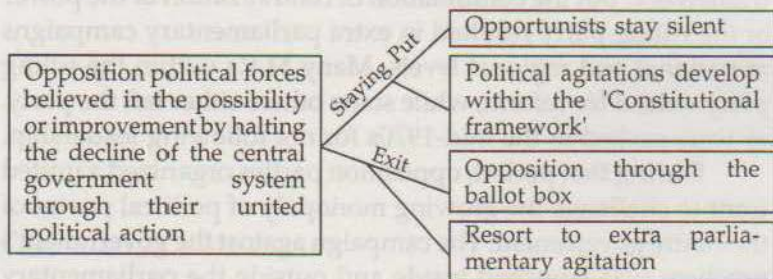 Opposition political forces
believed in the possibility
or improvement by halting
the decline of the central
government system
through their united
political action
Staying Put
Exit
Opportunists stay silent
Political agitations develop
within the 'Constitutional
framework'
Opposition through the
ballot box
Resort to extra parlia-
mentary agitation